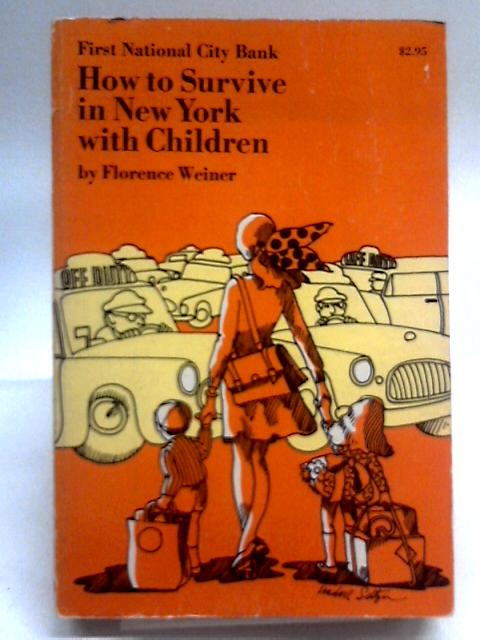 First National City Bank
$2.95
How to Survive
in New York
with Children
by Florence Weiner
OFF DUTY
OFF DUTY